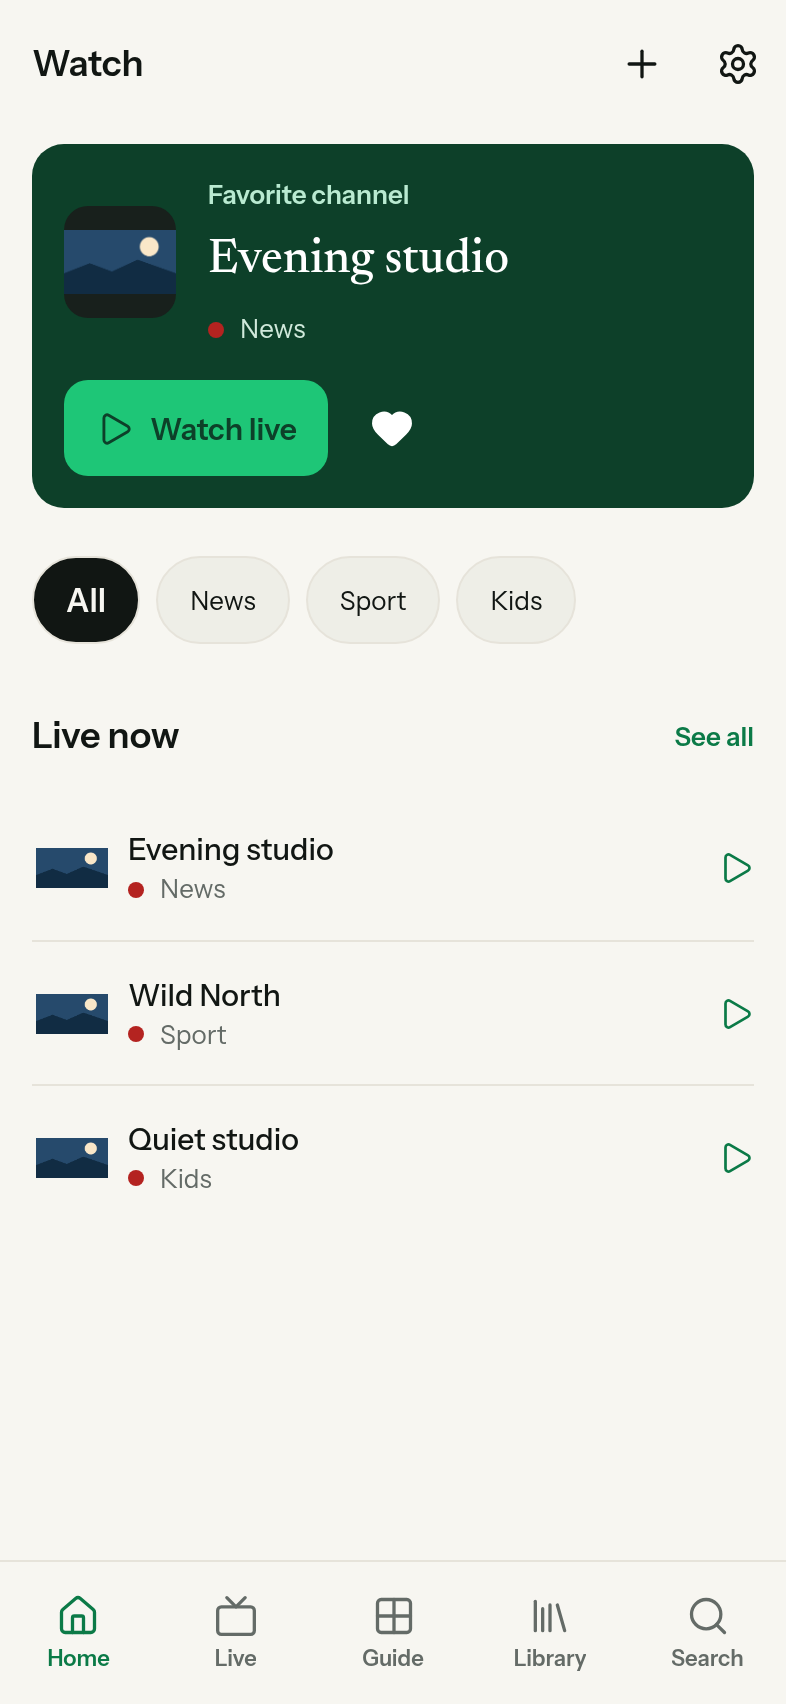 Watch
Favorite channel
Evening studio
News
Watch live
All
News
Sport
Kids
Live now
See all
Evening studio
News
Wild North
Sport
Quiet studio
Kids
Home
Live
Guide
Library
Search